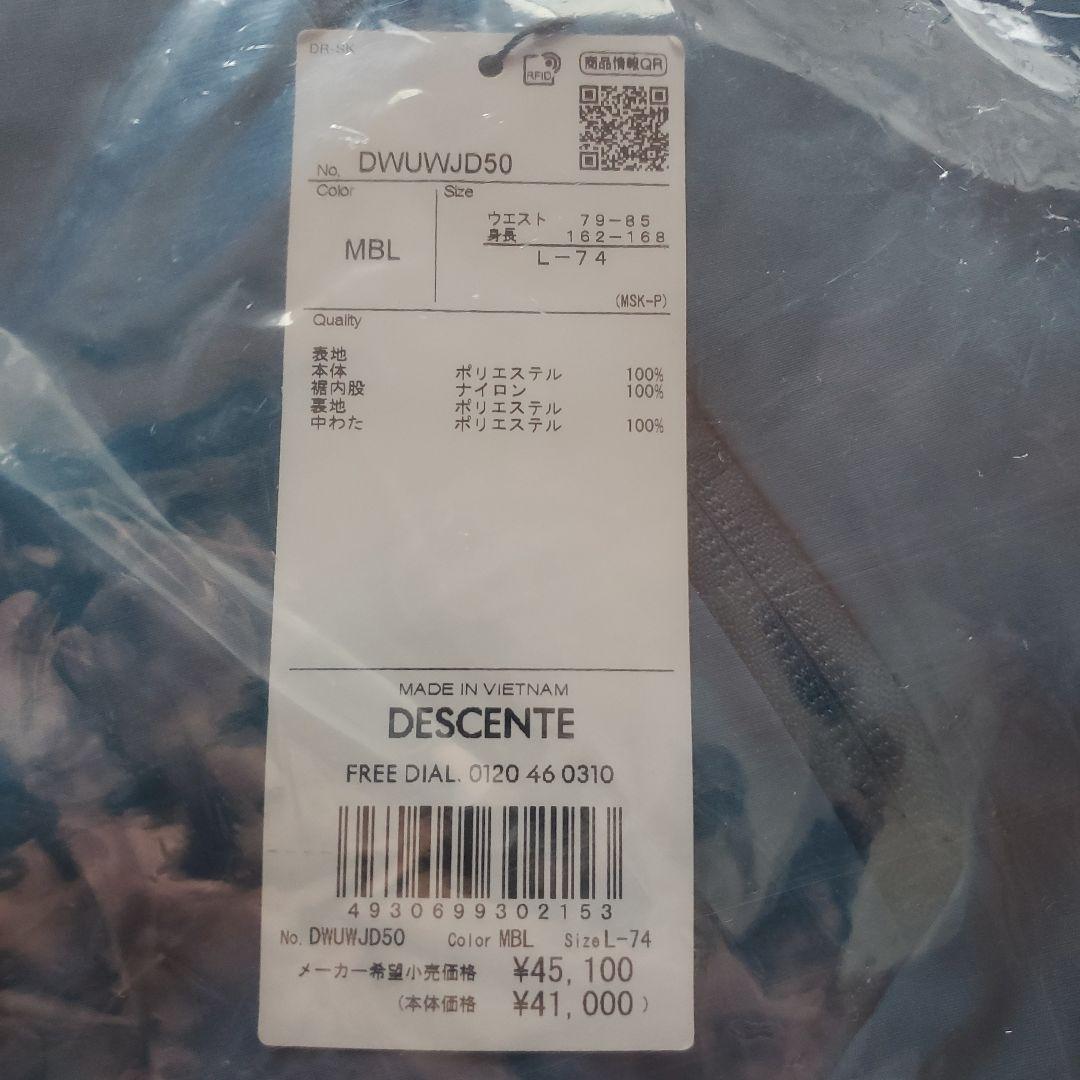 DR-SK
RFID
商品情報QR
No. DWUWJD50
Color
Size
MBL
ウエスト 79-85
身長 162-168
L-74
(MSK-P)
Quality
表地
本体 ポリエステル 100%
裾内股 ナイロン 100%
裏地 ポリエステル
中わた ポリエステル 100%
MADE IN VIETNAM
DESCENTE
FREE DIAL. 0120 46 0310
4930699302153
No. DWUWJD50 Color MBL Size L-74
メーカー希望小売価格 ¥45,100
(本体価格 ¥41,000)